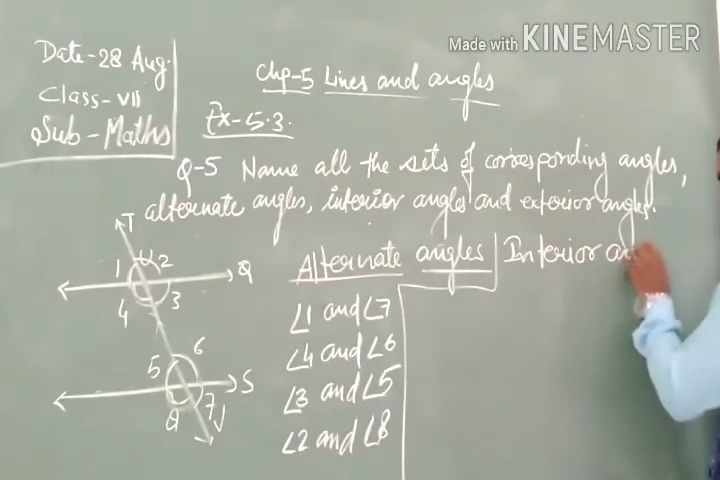 Made with KINEMASTER
Date-28 Aug.
Class-VII
Sub-Maths
Chp-5 Lines and angles
Ex-5.3.
Q-5 Name all the sets of corresponding angles,
alternate angles, interior angles and exterior angles.
Alternate angles
∠1 and ∠7
∠4 and ∠6
∠3 and ∠5
∠2 and ∠8
Interior
T
1 2
Q
4 3
5 6
S
8 7